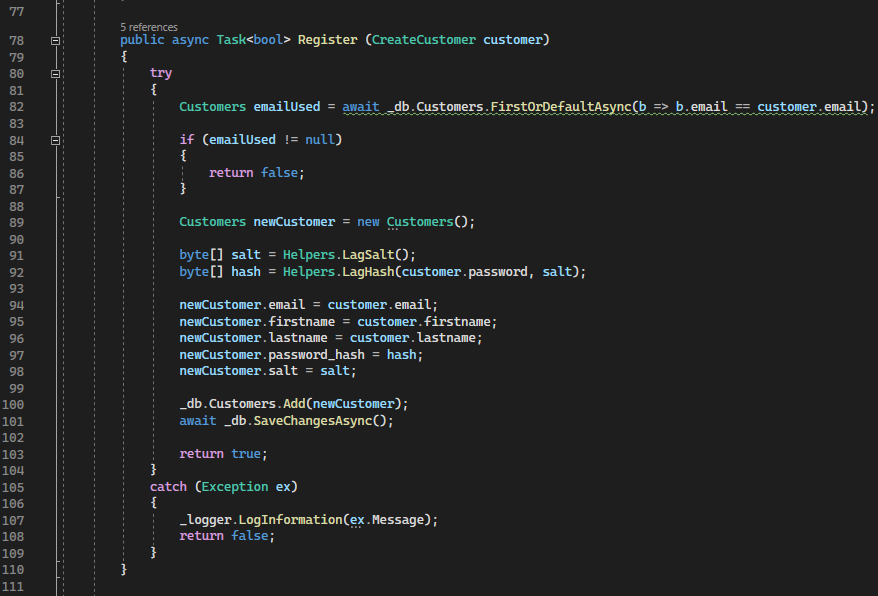 77
5 references
78 public async Task<bool> Register (CreateCustomer customer)
79 {
80 try
81 {
82 Customers emailUsed = await _db.Customers.FirstOrDefaultAsync(b => b.email == customer.email);
83
84 if (emailUsed != null)
85 {
86 return false;
87 }
88
89 Customers newCustomer = new Customers();
90
91 byte[] salt = Helpers.LagSalt();
92 byte[] hash = Helpers.LagHash(customer.password, salt);
93
94 newCustomer.email = customer.email;
95 newCustomer.firstname = customer.firstname;
96 newCustomer.lastname = customer.lastname;
97 newCustomer.password_hash = hash;
98 newCustomer.salt = salt;
99
100 _db.Customers.Add(newCustomer);
101 await _db.SaveChangesAsync();
102
103 return true;
104 }
105 catch (Exception ex)
106 {
107 _logger.LogInformation(ex.Message);
108 return false;
109 }
110 }
111